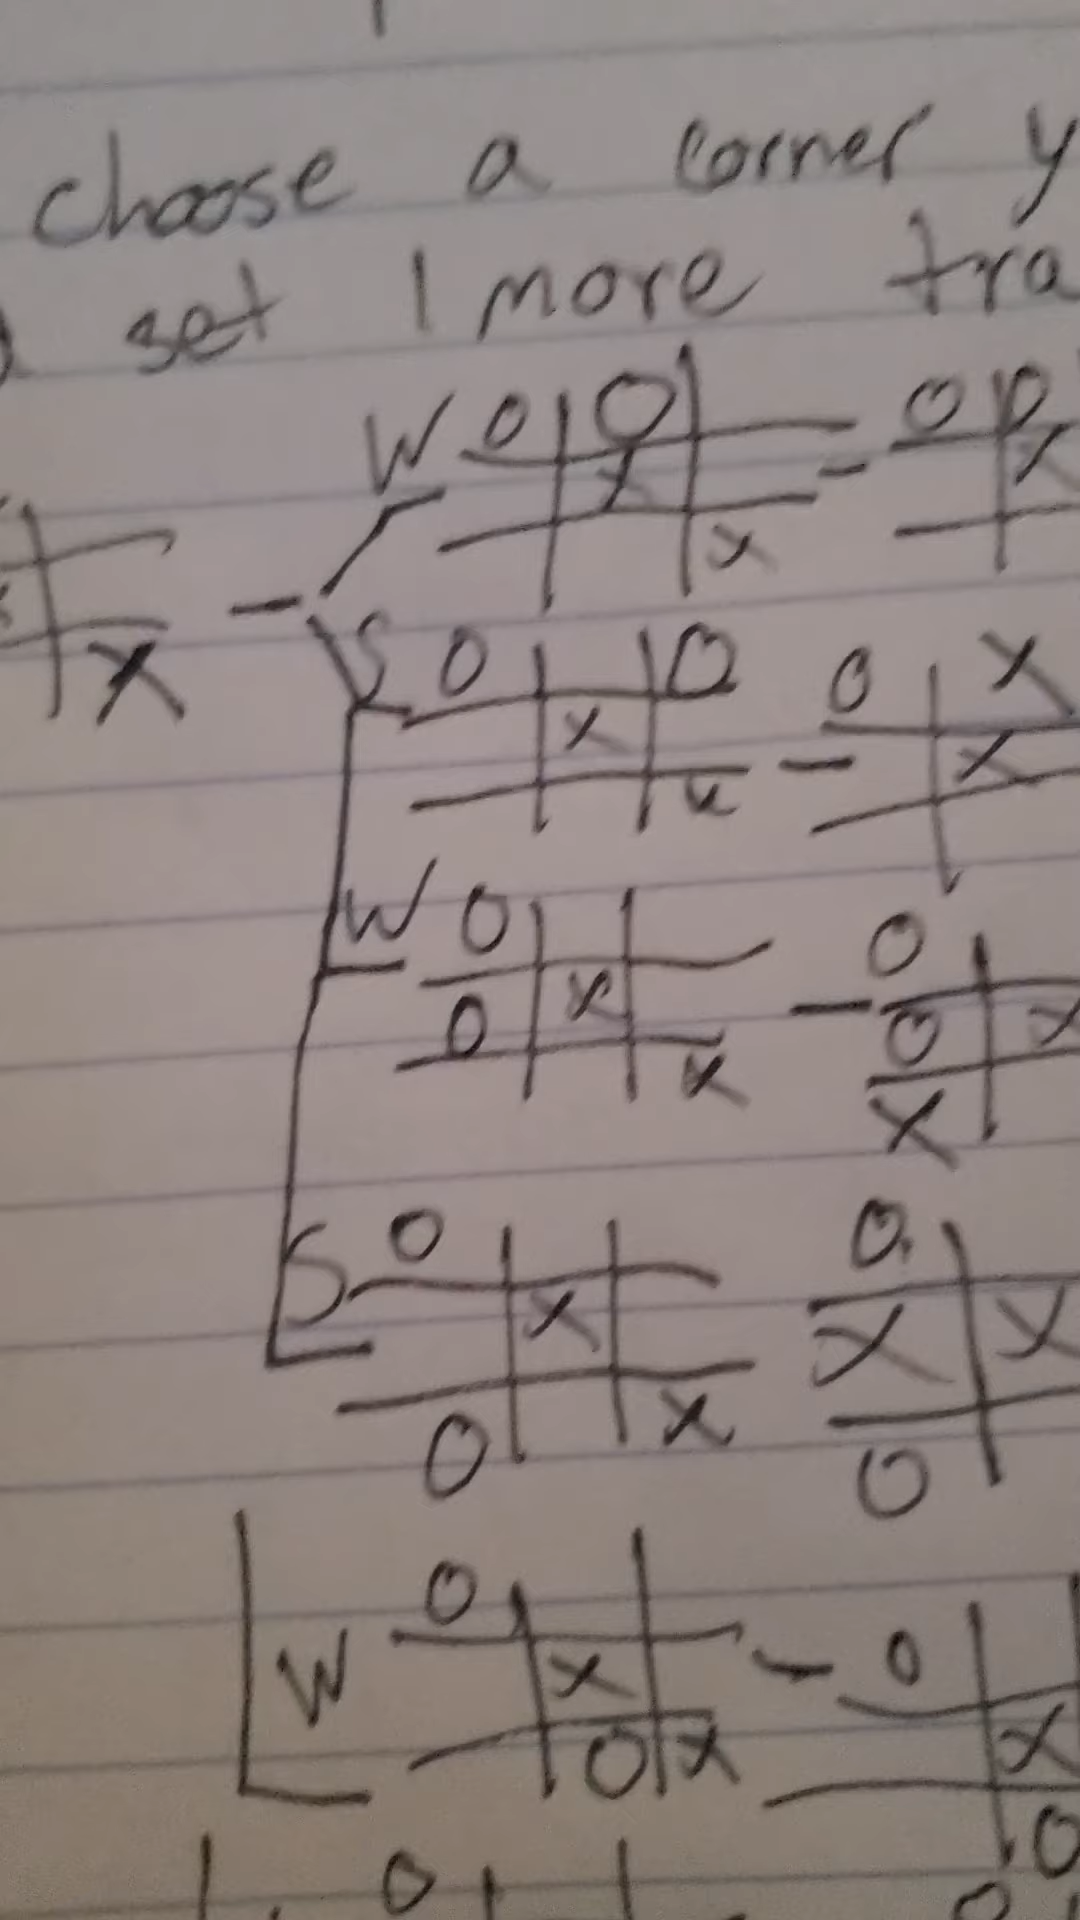 choose a corner y
set 1 more tra
W O O
X - O O
X
X
X - S O O O X
X X
X
W O O
O X O X
X X
S O O
X X X
X
O O
O
W X - O
O X X
O
O O